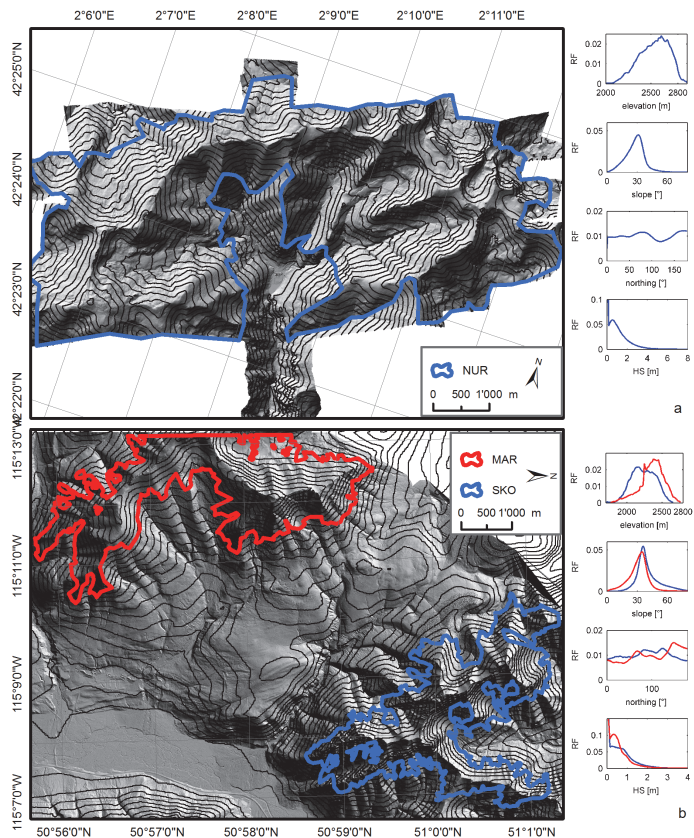 2°6'0"E 2°7'0"E 2°8'0"E 2°9'0"E 2°10'0"E 2°11'0"E
42°25'0"N
42°24'0"N
42°23'0"N
42°22'0"N
NUR
N
0 500 1'000 m
RF
0.02
0.01
0
2000 2500 2800
elevation [m]
RF
0.05
0
0 30 60
slope [°]
RF
0.02
0.01
0
0 50 100 150
northing [°]
RF
0.1
0.05
0
0 2 4 6 8
HS [m]
a
115°13'0"W
115°11'0"W
115°9'0"W
115°7'0"W
MAR
SKO
N
0 500 1'000 m
50°56'0"N 50°57'0"N 50°58'0"N 50°59'0"N 51°0'0"N 51°1'0"N
RF
0.02
0.01
0
2000 2500 2800
elevation [m]
RF
0.05
0
0 30 60
slope [°]
RF
0.02
0.01
0
0 100
northing [°]
RF
0.1
0.05
0
0 1 2 3 4
HS [m]
b